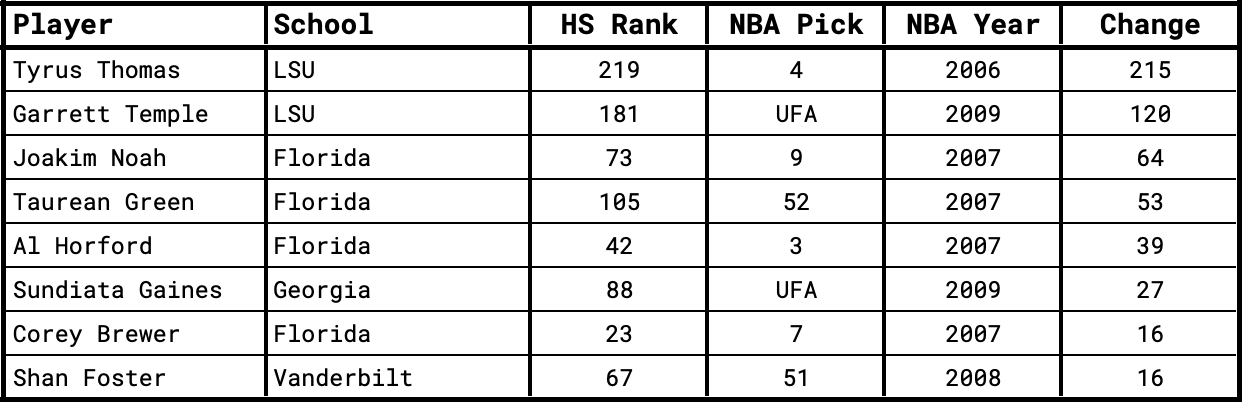 Player School HS Rank NBA Pick NBA Year Change
Tyrus Thomas LSU 219 4 2006 215
Garrett Temple LSU 181 UFA 2009 120
Joakim Noah Florida 73 9 2007 64
Taurean Green Florida 105 52 2007 53
Al Horford Florida 42 3 2007 39
Sundiata Gaines Georgia 88 UFA 2009 27
Corey Brewer Florida 23 7 2007 16
Shan Foster Vanderbilt 67 51 2008 16